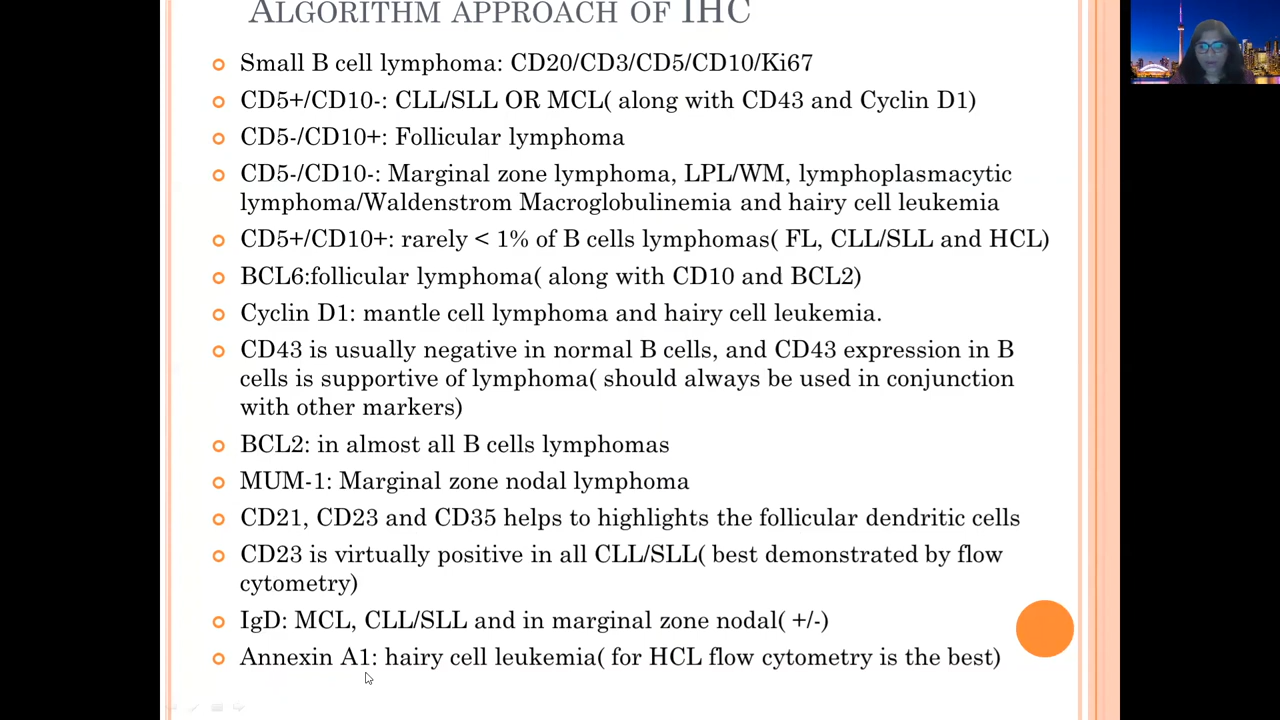 ALGORITHM APPROACH OF IHC
Small B cell lymphoma: CD20/CD3/CD5/CD10/Ki67
CD5+/CD10-: CLL/SLL OR MCL( along with CD43 and Cyclin D1)
CD5-/CD10+: Follicular lymphoma
CD5-/CD10-: Marginal zone lymphoma, LPL/WM, lymphoplasmacytic
lymphoma/Waldenstrom Macroglobulinemia and hairy cell leukemia
CD5+/CD10+: rarely < 1% of B cells lymphomas( FL, CLL/SLL and HCL)
BCL6:follicular lymphoma( along with CD10 and BCL2)
Cyclin D1: mantle cell lymphoma and hairy cell leukemia.
CD43 is usually negative in normal B cells, and CD43 expression in B
cells is supportive of lymphoma( should always be used in conjunction
with other markers)
BCL2: in almost all B cells lymphomas
MUM-1: Marginal zone nodal lymphoma
CD21, CD23 and CD35 helps to highlights the follicular dendritic cells
CD23 is virtually positive in all CLL/SLL( best demonstrated by flow
cytometry)
IgD: MCL, CLL/SLL and in marginal zone nodal( +/-)
Annexin A1: hairy cell leukemia( for HCL flow cytometry is the best)